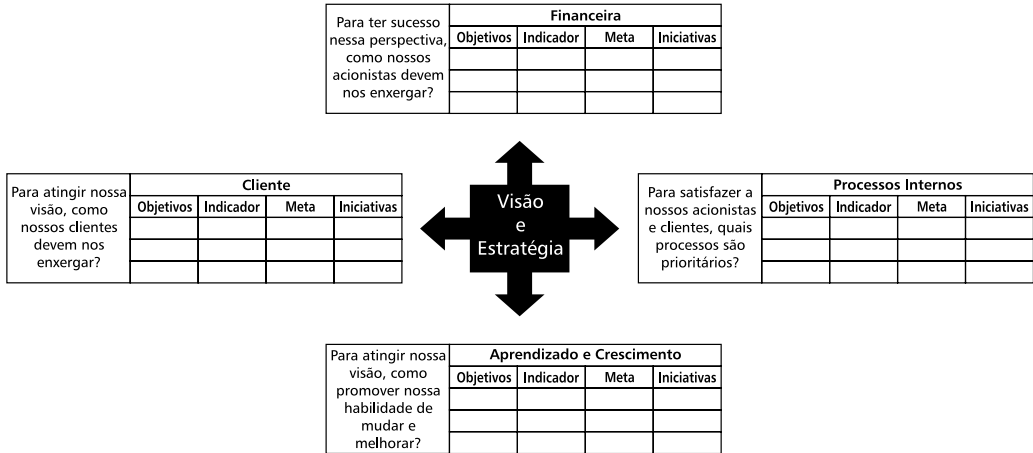 Para ter sucesso
nessa perspectiva,
como nossos
acionistas devem
nos enxergar?
Financeira
Objetivos Indicador Meta Iniciativas
Para atingir nossa
visão, como
nossos clientes
devem nos
enxergar?
Cliente
Objetivos Indicador Meta Iniciativas
Visão
e
Estratégia
Para satisfazer a
nossos acionistas
e clientes, quais
processos são
prioritários?
Processos Internos
Objetivos Indicador Meta Iniciativas
Para atingir nossa
visão, como
promover nossa
habilidade de
mudar e
melhorar?
Aprendizado e Crescimento
Objetivos Indicador Meta Iniciativas